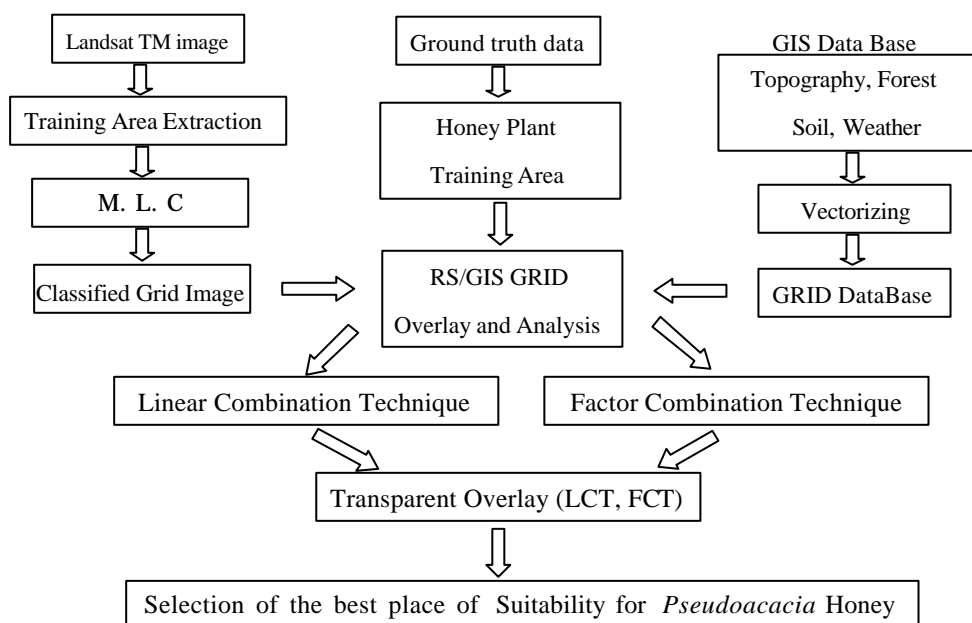 Landsat TM image
Training Area Extraction
M. L. C
Classified Grid Image
Ground truth data
Honey Plant
Training Area
RS/GIS GRID
Overlay and Analysis
GIS Data Base
Topography, Forest
Soil, Weather
Vectorizing
GRID DataBase
Linear Combination Technique
Factor Combination Technique
Transparent Overlay (LCT, FCT)
Selection of the best place of Suitability for Pseudoacacia Honey